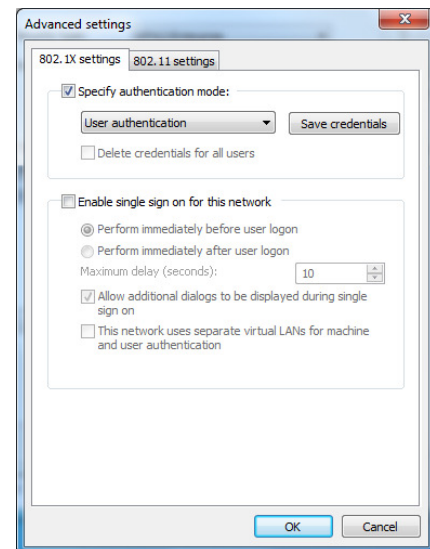 Advanced settings
802.1X settings
802.11 settings
Specify authentication mode:
User authentication
Save credentials
Delete credentials for all users
Enable single sign on for this network
Perform immediately before user logon
Perform immediately after user logon
Maximum delay (seconds):
10
Allow additional dialogs to be displayed during single
sign on
This network uses separate virtual LANs for machine
and user authentication
OK
Cancel